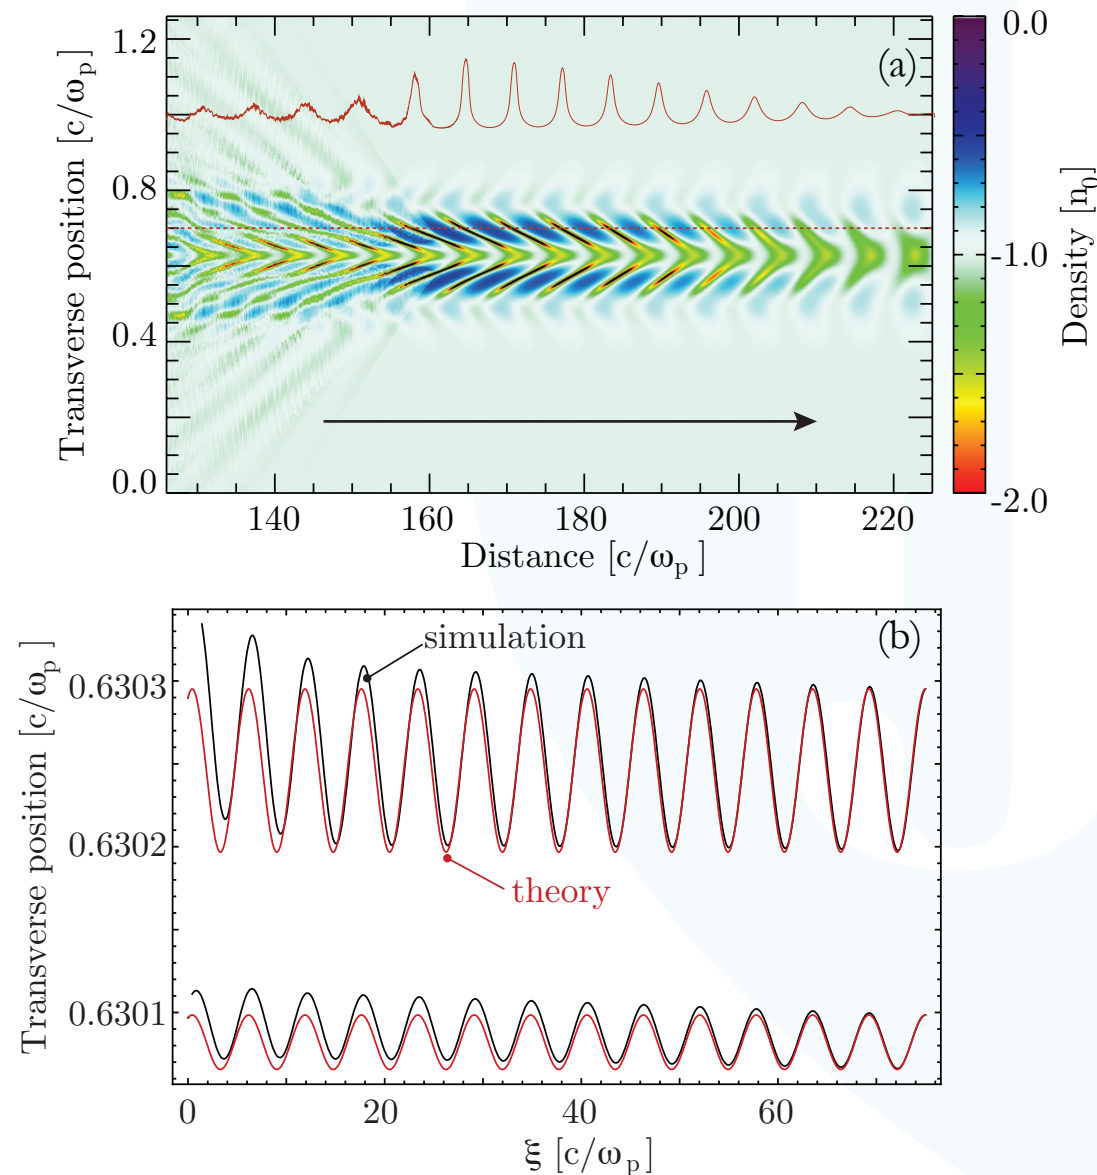 (a)
Transverse position [c/ωp]
1.2
0.8
0.4
0.0
140 160 180 200 220
Distance [c/ωp ]
0.0
-1.0
-2.0
Density [n0]
(b)
simulation
theory
Transverse position [c/ωp ]
0.6303
0.6302
0.6301
0 20 40 60
ξ [c/ωp ]